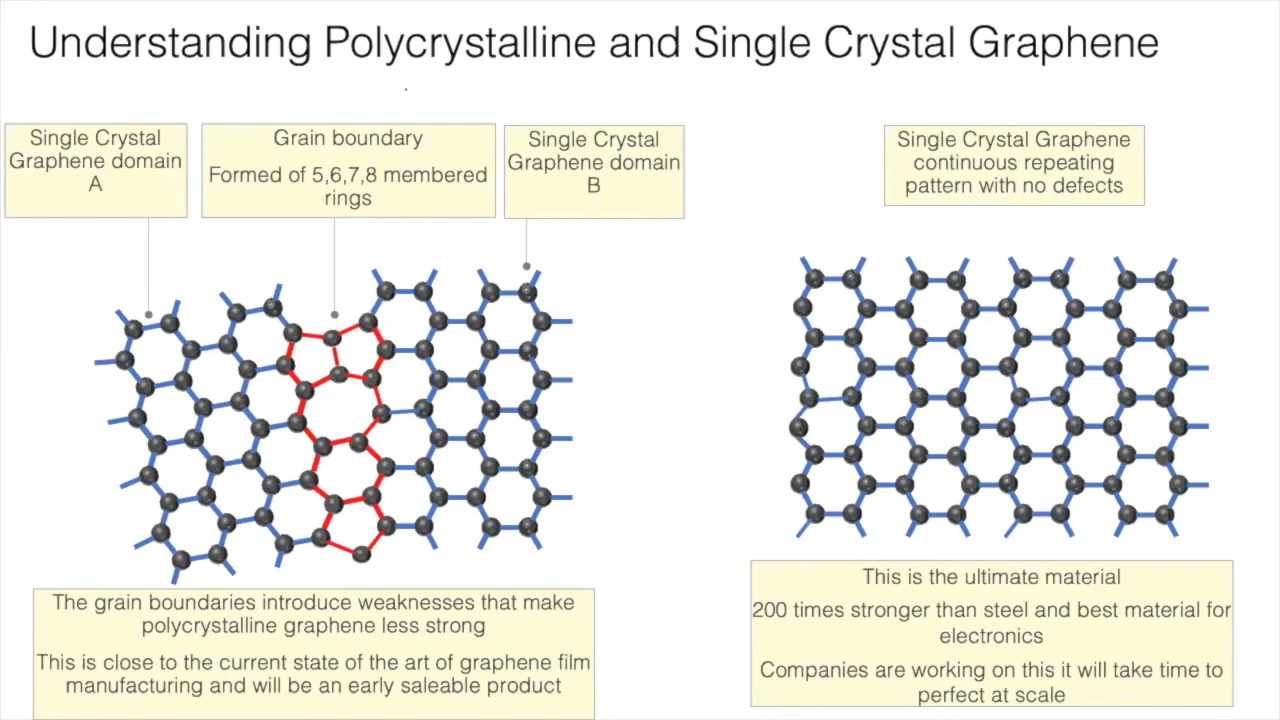 Understanding Polycrystalline and Single Crystal Graphene
Single Crystal
Graphene domain
A
Grain boundary
Formed of 5,6,7,8 membered
rings
Single Crystal
Graphene domain
B
Single Crystal Graphene
continuous repeating
pattern with no defects
The grain boundaries introduce weaknesses that make
polycrystalline graphene less strong
This is close to the current state of the art of graphene film
manufacturing and will be an early saleable product
This is the ultimate material
200 times stronger than steel and best material for
electronics
Companies are working on this it will take time to
perfect at scale